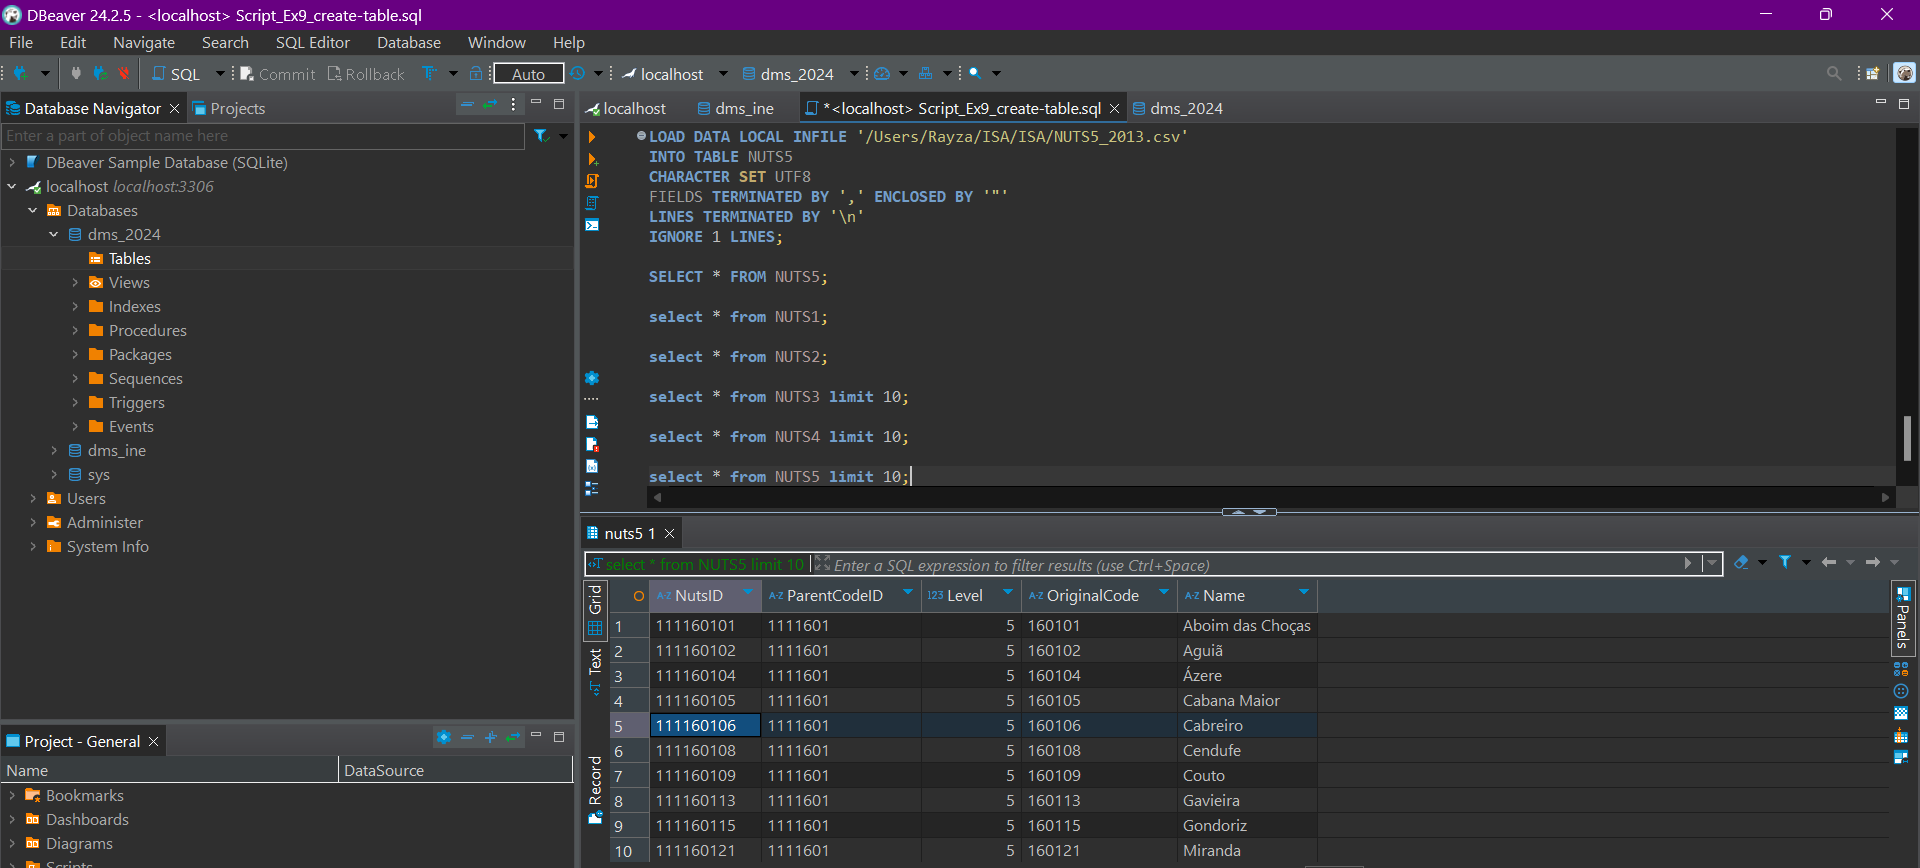 DBeaver 24.2.5 - <localhost> Script_Ex9_create-table.sql
File Edit Navigate Search SQL Editor Database Window Help
SQL Commit Rollback Auto localhost dms_2024
Database Navigator Projects
Enter a part of object name here
DBeaver Sample Database (SQLite)
localhost localhost:3306
Databases
dms_2024
Tables
Views
Indexes
Procedures
Packages
Sequences
Triggers
Events
dms_ine
sys
Users
Administer
System Info
Project - General
Name DataSource
Bookmarks
Dashboards
Diagrams
Scripts
localhost dms_ine *<localhost> Script_Ex9_create-table.sql dms_2024
LOAD DATA LOCAL INFILE '/Users/Rayza/ISA/ISA/NUTS5_2013.csv'
INTO TABLE NUTS5
CHARACTER SET UTF8
FIELDS TERMINATED BY ',' ENCLOSED BY '"'
LINES TERMINATED BY '\n'
IGNORE 1 LINES;
SELECT * FROM NUTS5;
select * from NUTS1;
select * from NUTS2;
select * from NUTS3 limit 10;
select * from NUTS4 limit 10;
select * from NUTS5 limit 10;
nuts5 1
select * from NUTS5 limit 10 Enter a SQL expression to filter results (use Ctrl+Space)
Grid
Text
Record
Panels
A-Z NutsID A-Z ParentCodeID 123 Level A-Z OriginalCode A-Z Name
1 111160101 1111601 5 160101 Aboim das Choças
2 111160102 1111601 5 160102 Aguiã
3 111160104 1111601 5 160104 Ázere
4 111160105 1111601 5 160105 Cabana Maior
5 111160106 1111601 5 160106 Cabreiro
6 111160108 1111601 5 160108 Cendufe
7 111160109 1111601 5 160109 Couto
8 111160113 1111601 5 160113 Gavieira
9 111160115 1111601 5 160115 Gondoriz
10 111160121 1111601 5 160121 Miranda